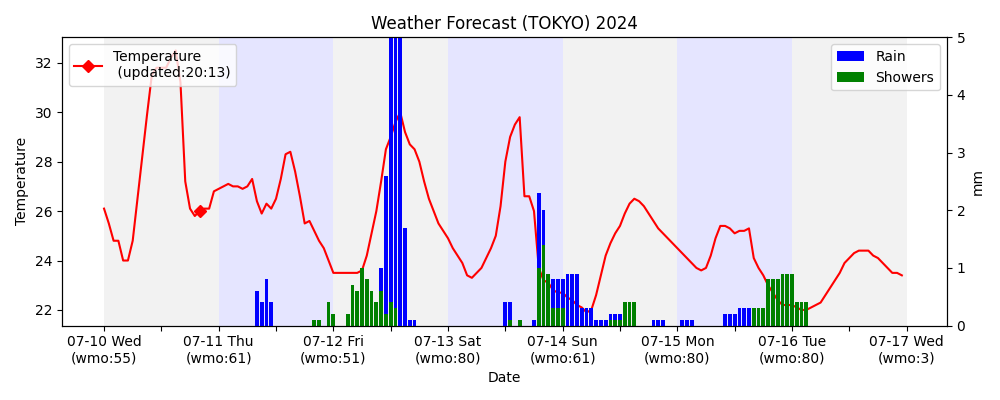 Weather Forecast (TOKYO) 2024
Temperature
(updated:20:13)
Rain
Showers
Temperature
32
30
28
26
24
22
5
4
3
2
1
0
mm
07-10 Wed
(wmo:55)
07-11 Thu
(wmo:61)
07-12 Fri
(wmo:51)
07-13 Sat
(wmo:80)
07-14 Sun
(wmo:61)
07-15 Mon
(wmo:80)
07-16 Tue
(wmo:80)
07-17 Wed
(wmo:3)
Date